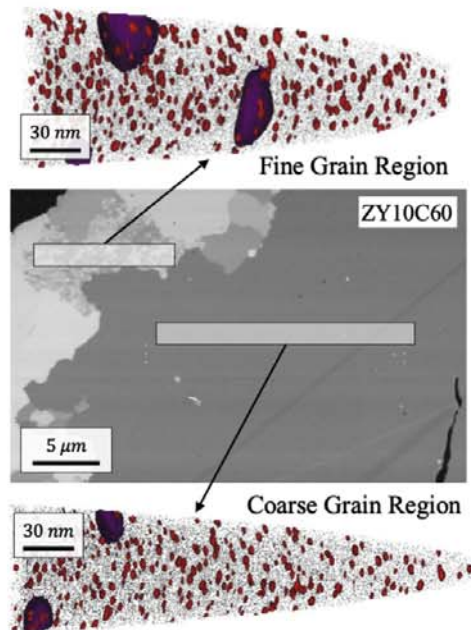 30 nm
Fine Grain Region
ZY10C60
5 μm
Coarse Grain Region
30 nm